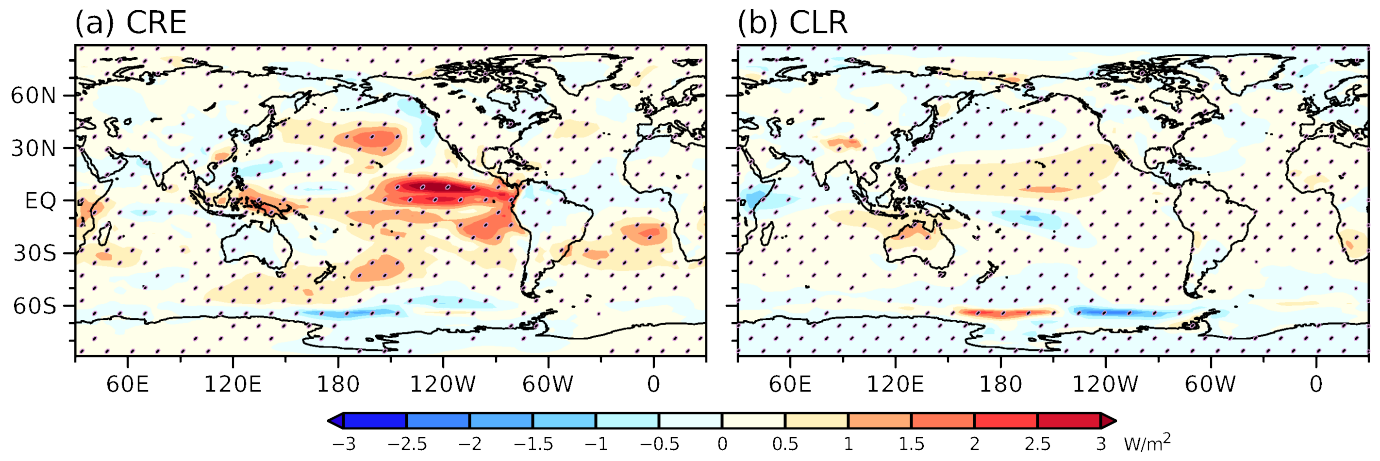 (a) CRE
(b) CLR
60N
30N
EQ
30S
60S
60E 120E 180 120W 60W 0
60E 120E 180 120W 60W 0
−3 −2.5 −2 −1.5 −1 −0.5 0 0.5 1 1.5 2 2.5 3 W/m²